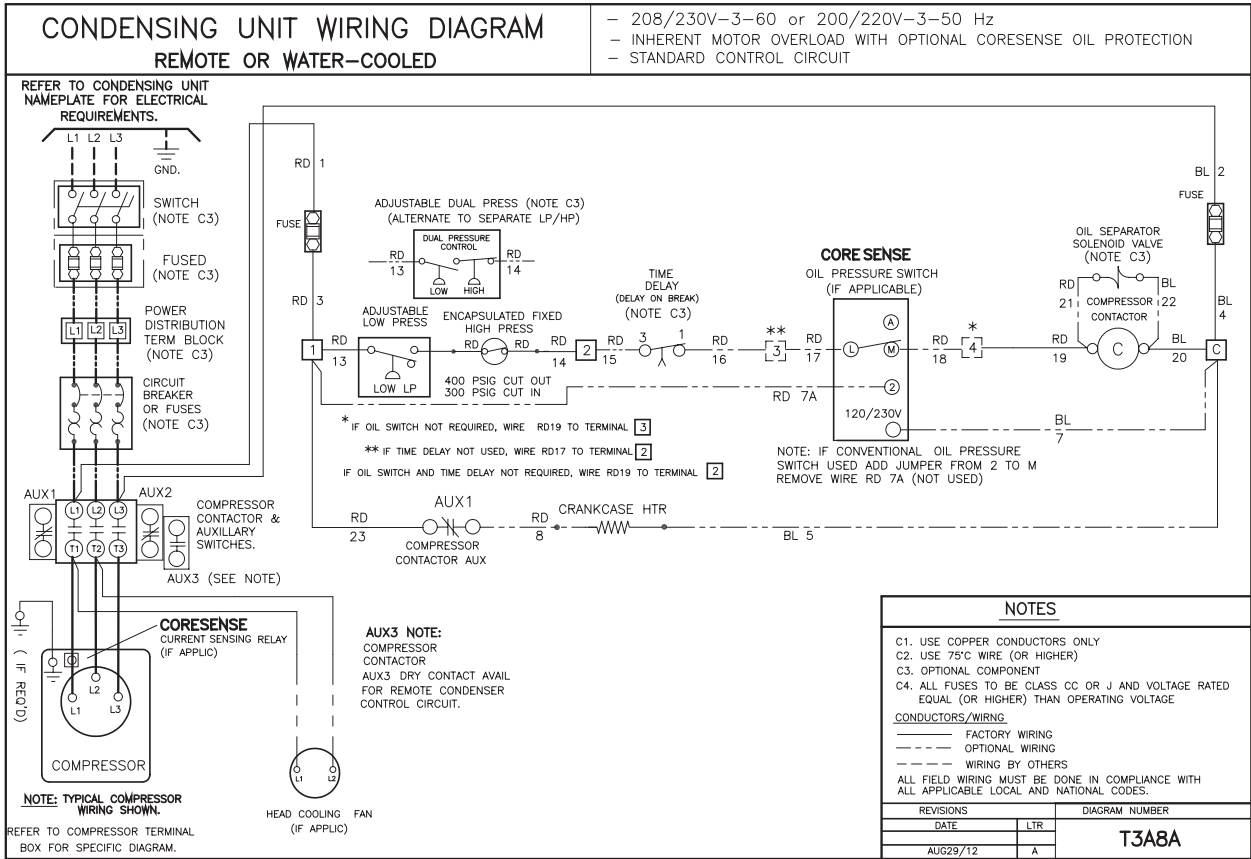 CONDENSING UNIT WIRING DIAGRAM
REMOTE OR WATER-COOLED
- 208/230V-3-60 or 200/220V-3-50 Hz
- INHERENT MOTOR OVERLOAD WITH OPTIONAL CORESENSE OIL PROTECTION
- STANDARD CONTROL CIRCUIT
REFER TO CONDENSING UNIT
NAMEPLATE FOR ELECTRICAL
REQUIREMENTS.
L1 L2 L3
GND.
SWITCH
(NOTE C3)
FUSED
(NOTE C3)
L1 L2 L3
POWER
DISTRIBUTION
TERM BLOCK
(NOTE C3)
CIRCUIT
BREAKER
OR FUSES
(NOTE C3)
AUX1
AUX2
L1 L2 L3
T1 T2 T3
COMPRESSOR
CONTACTOR &
AUXILLARY
SWITCHES.
AUX3 (SEE NOTE)
RD 1
FUSE
RD 3
ADJUSTABLE DUAL PRESS (NOTE C3)
(ALTERNATE TO SEPARATE LP/HP)
DUAL PRESSURE
CONTROL
RD
13
RD
14
LOW HIGH
1
RD
13
ADJUSTABLE
LOW PRESS
LOW LP
ENCAPSULATED FIXED
HIGH PRESS
RD RD
400 PSIG CUT OUT
300 PSIG CUT IN
RD
14
2
RD
15
TIME
DELAY
(DELAY ON BREAK)
(NOTE C3)
3 1
RD
16
**
3
RD
17
CORE SENSE
OIL PRESSURE SWITCH
(IF APPLICABLE)
A
L M
2
120/230V
RD 7A
RD
18
*
4
RD
19
OIL SEPARATOR
SOLENOID VALVE
(NOTE C3)
RD
21
BL
22
COMPRESSOR
CONTACTOR
C
BL
20
C
BL 2
FUSE
BL
4
BL
7
* IF OIL SWITCH NOT REQUIRED, WIRE RD19 TO TERMINAL 3
** IF TIME DELAY NOT USED, WIRE RD17 TO TERMINAL 2
IF OIL SWITCH AND TIME DELAY NOT REQUIRED, WIRE RD19 TO TERMINAL 2
NOTE: IF CONVENTIONAL OIL PRESSURE
SWITCH USED ADD JUMPER FROM 2 TO M
REMOVE WIRE RD 7A (NOT USED)
RD
23
AUX1
COMPRESSOR
CONTACTOR AUX
RD
8
CRANKCASE HTR
BL 5
( IF REQ'D)
CORESENSE
CURRENT SENSING RELAY
(IF APPLIC)
L1 L2 L3
COMPRESSOR
NOTE: TYPICAL COMPRESSOR
WIRING SHOWN.
REFER TO COMPRESSOR TERMINAL
BOX FOR SPECIFIC DIAGRAM.
L1 L2
HEAD COOLING FAN
(IF APPLIC)
AUX3 NOTE:
COMPRESSOR
CONTACTOR
AUX3 DRY CONTACT AVAIL
FOR REMOTE CONDENSER
CONTROL CIRCUIT.
NOTES
C1. USE COPPER CONDUCTORS ONLY
C2. USE 75°C WIRE (OR HIGHER)
C3. OPTIONAL COMPONENT
C4. ALL FUSES TO BE CLASS CC OR J AND VOLTAGE RATED
EQUAL (OR HIGHER) THAN OPERATING VOLTAGE
CONDUCTORS/WIRNG
FACTORY WIRING
OPTIONAL WIRING
WIRING BY OTHERS
ALL FIELD WIRING MUST BE DONE IN COMPLIANCE WITH
ALL APPLICABLE LOCAL AND NATIONAL CODES.
REVISIONS
DATE LTR
AUG29/12 A
DIAGRAM NUMBER
T3A8A